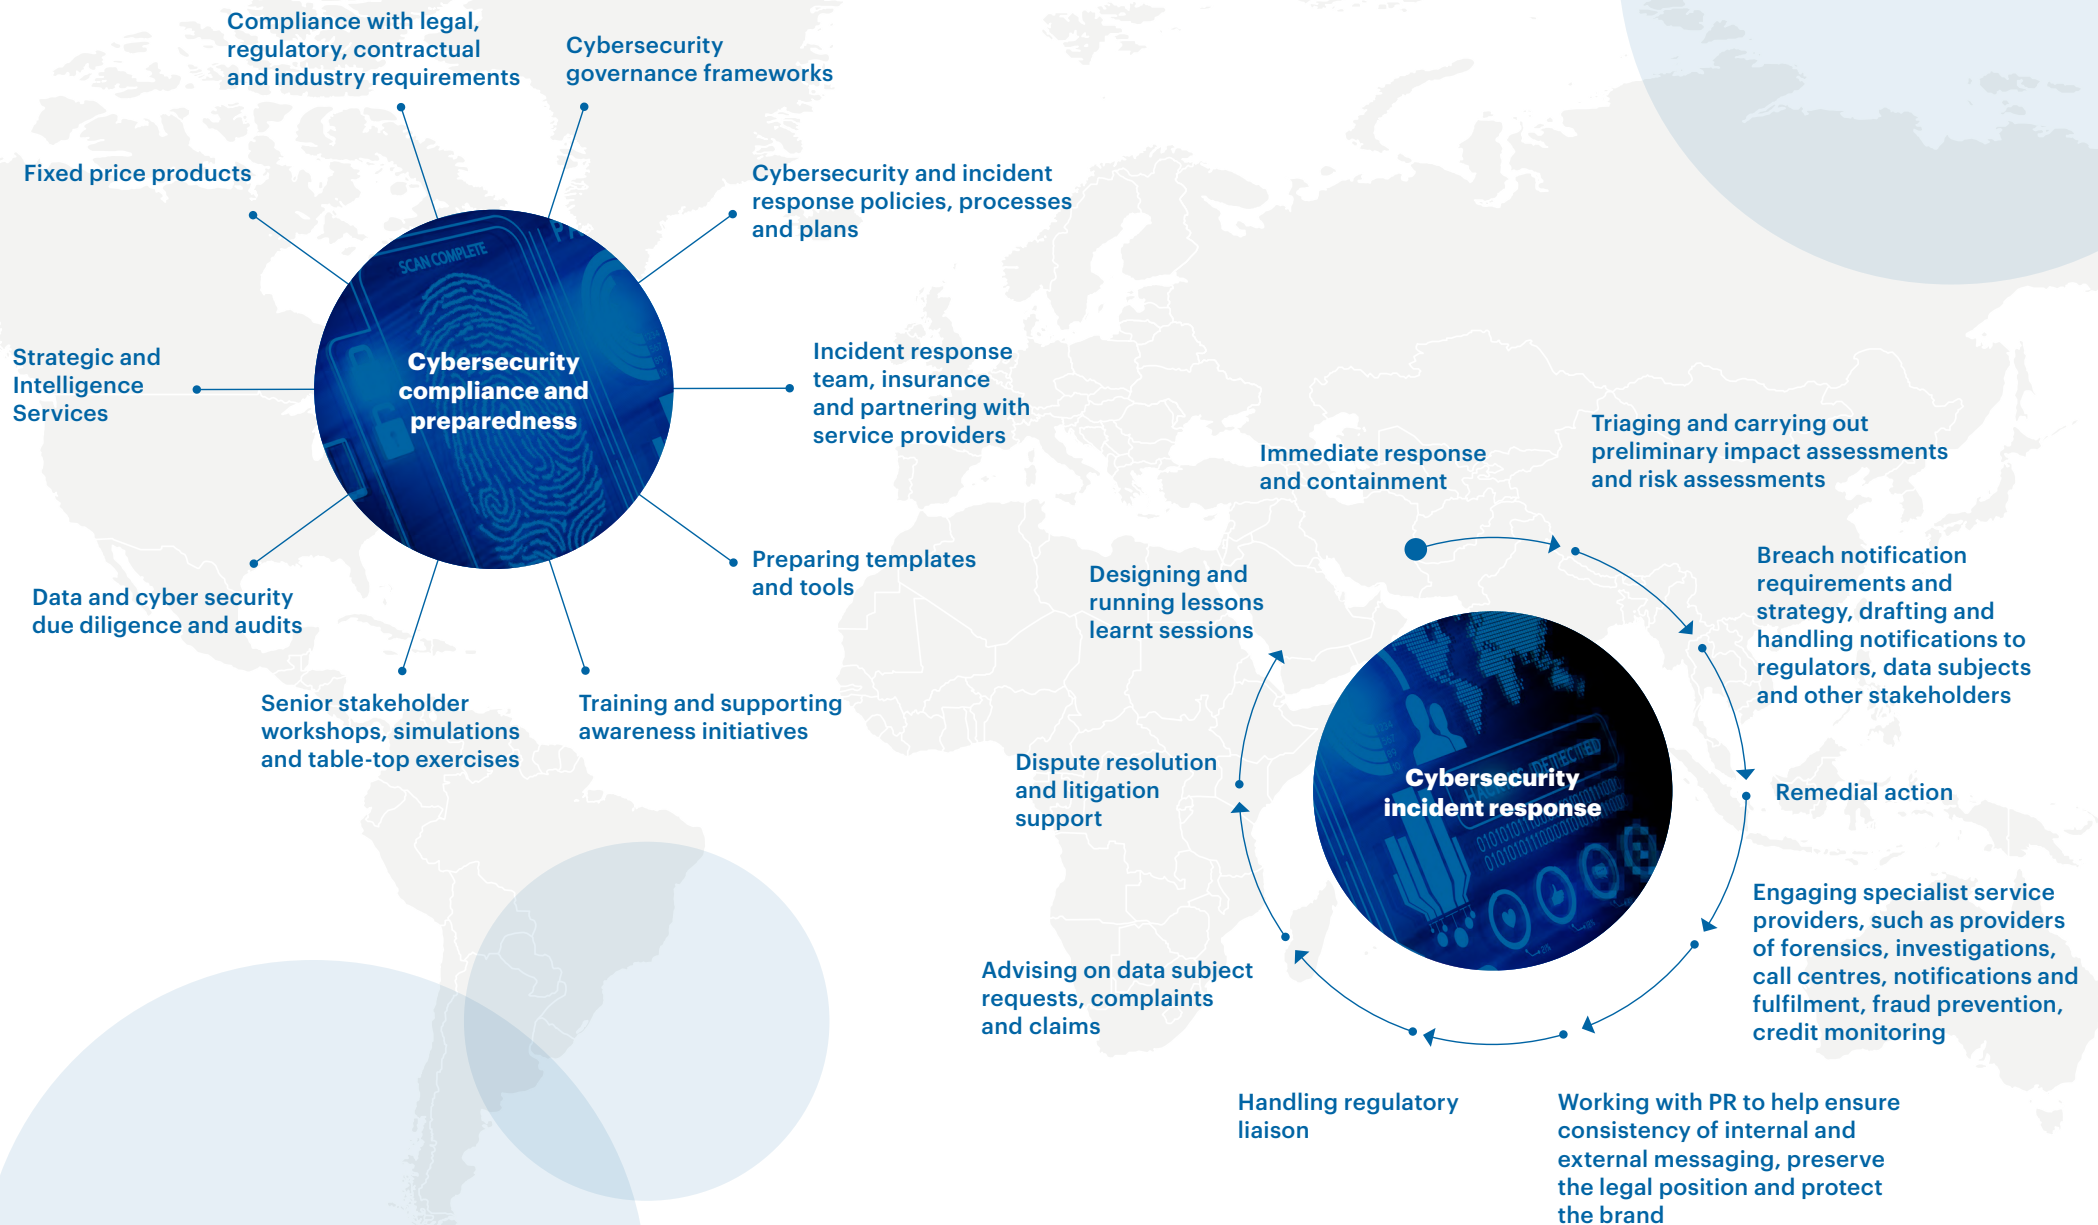 Compliance with legal,
regulatory, contractual
and industry requirements
Cybersecurity
governance frameworks
Fixed price products
Cybersecurity and incident
response policies, processes
and plans
SCAN COMPLETE
Strategic and
Intelligence
Services
Cybersecurity
compliance and
preparedness
Incident response
team, insurance
and partnering with
service providers
Data and cyber security
due diligence and audits
Preparing templates
and tools
Senior stakeholder
workshops, simulations
and table-top exercises
Training and supporting
awareness initiatives
Immediate response
and containment
Triaging and carrying out
preliminary impact assessments
and risk assessments
Breach notification
requirements and
strategy, drafting and
handling notifications to
regulators, data subjects
and other stakeholders
Remedial action
Engaging specialist service
providers, such as providers
of forensics, investigations,
call centres, notifications and
fulfilment, fraud prevention,
credit monitoring
Working with PR to help ensure
consistency of internal and
external messaging, preserve
the legal position and protect
the brand
Handling regulatory
liaison
Advising on data subject
requests, complaints
and claims
Dispute resolution
and litigation
support
Designing and
running lessons
learnt sessions
Cybersecurity
incident response